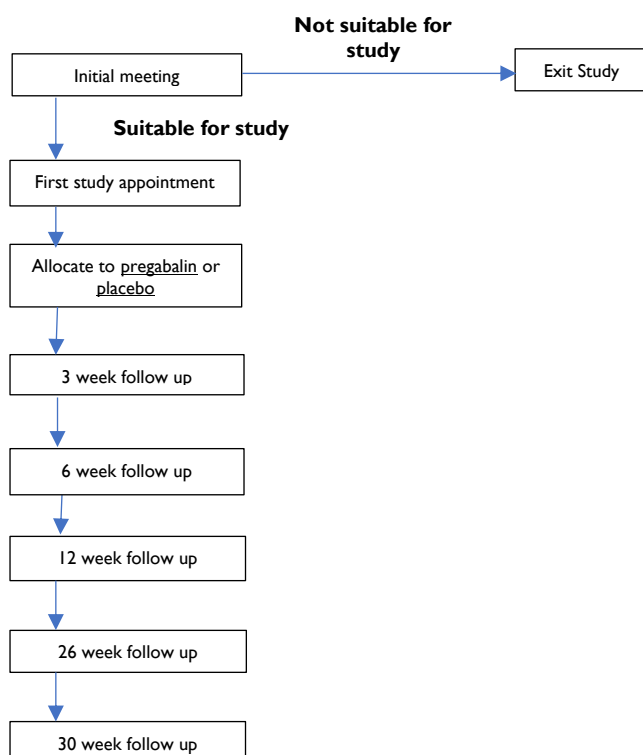 Not suitable for
study
Initial meeting
Exit Study
Suitable for study
First study appointment
Allocate to pregabalin or
placebo
3 week follow up
6 week follow up
12 week follow up
26 week follow up
30 week follow up